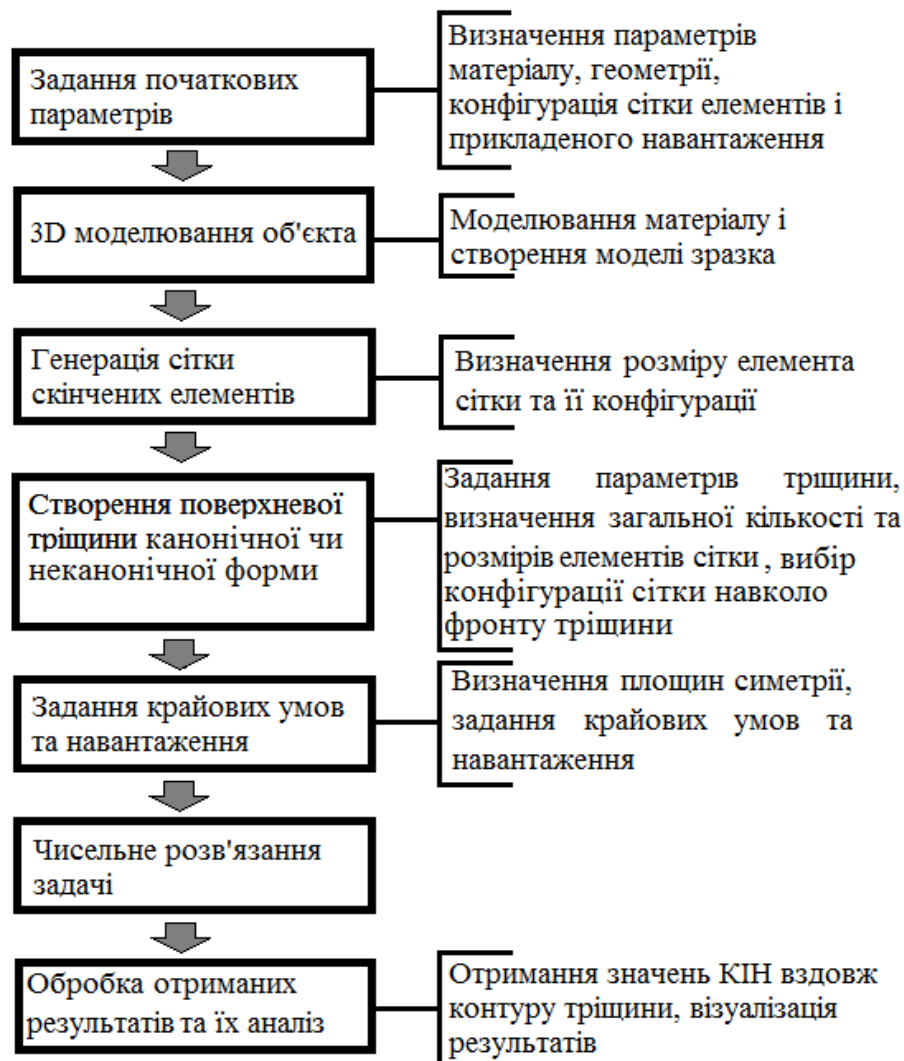 Задання початкових
параметрів
Визначення параметрів
матеріалу, геометрії,
конфігурація сітки елементів і
прикладеного навантаження
3D моделювання об'єкта
Моделювання матеріалу і
створення моделі зразка
Генерація сітки
скінчених елементів
Визначення розміру елемента
сітки та її конфігурації
Створення поверхневої
тріщини канонічної чи
неканонічної форми
Задання параметрів тріщини,
визначення загальної кількості та
розмірів елементів сітки, вибір
конфігурації сітки навколо
фронту тріщини
Задання крайових умов
та навантаження
Визначення площин симетрії,
задання крайових умов та
навантаження
Чисельне розв'язання
задачі
Обробка отриманих
результатів та їх аналіз
Отримання значень КІН вздовж
контуру тріщини, візуалізація
результатів